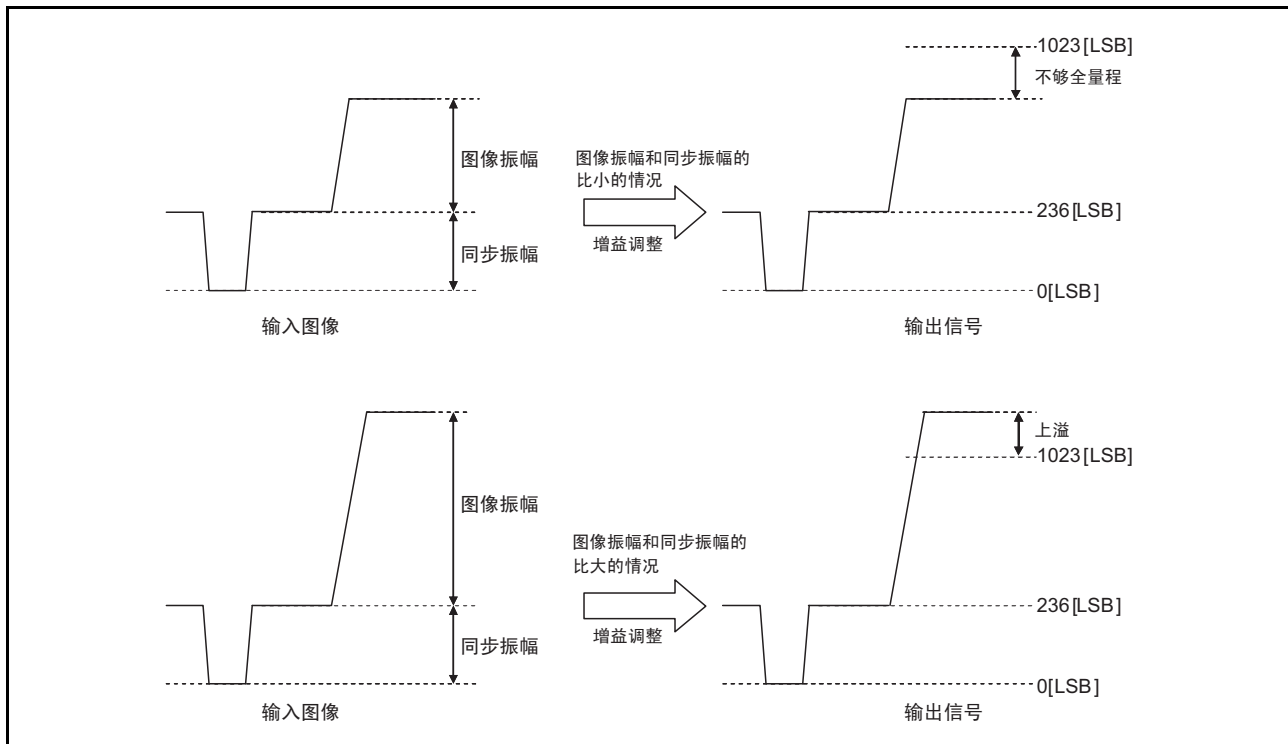 1023[LSB]
不够全量程
图像振幅
图像振幅和同步振幅的
比小的情况
236[LSB]
同步振幅
增益调整
0[LSB]
输入图像
输出信号
上溢
1023[LSB]
图像振幅
图像振幅和同步振幅的
比大的情况
236[LSB]
同步振幅
增益调整
0[LSB]
输入图像
输出信号